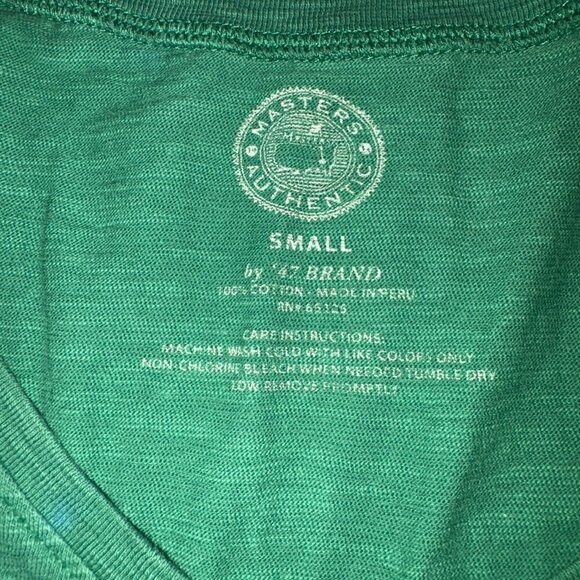 MASTERS
AUTHENTIC
SMALL
by '47 BRAND
100% COTTON - MADE IN PERU
RN#
CARE INSTRUCTIONS:
MACHINE WASH COLD WITH LIKE COLORS ONLY
NON-CHLORINE BLEACH WHEN NEEDED TUMBLE DRY
LOW REMOVE PROMPTLY